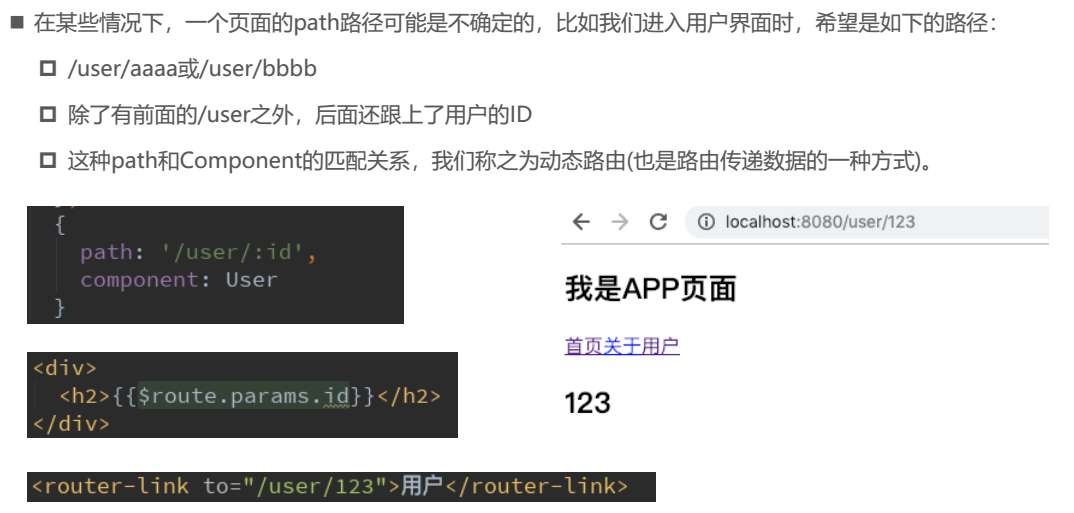 在某些情况下，一个页面的path路径可能是不确定的，比如我们进入用户界面时，希望是如下的路径：
/user/aaaa或/user/bbbb
除了有前面的/user之外，后面还跟上了用户的ID
这种path和Component的匹配关系，我们称之为动态路由(也是路由传递数据的一种方式)。
{
path: '/user/:id',
component: User
}
<div>
<h2>{{$route.params.id}}</h2>
</div>
<router-link to="/user/123">用户</router-link>
localhost:8080/user/123
我是APP页面
首页关于用户
123